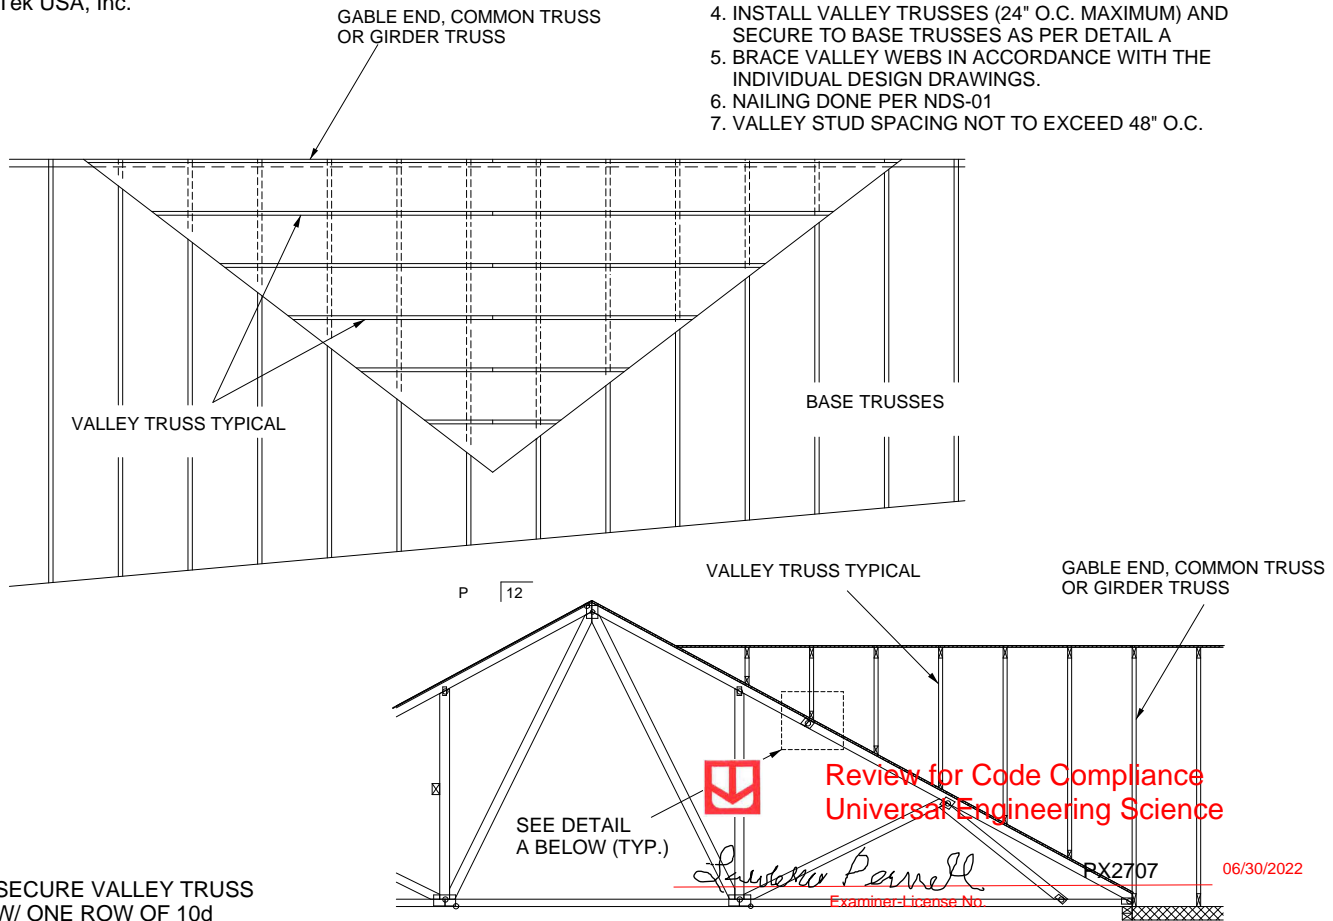 Tek USA, Inc.
GABLE END, COMMON TRUSS
OR GIRDER TRUSS
4. INSTALL VALLEY TRUSSES (24" O.C. MAXIMUM) AND
SECURE TO BASE TRUSSES AS PER DETAIL A
5. BRACE VALLEY WEBS IN ACCORDANCE WITH THE
INDIVIDUAL DESIGN DRAWINGS.
6. NAILING DONE PER NDS-01
7. VALLEY STUD SPACING NOT TO EXCEED 48" O.C.
VALLEY TRUSS TYPICAL
BASE TRUSSES
P 12
VALLEY TRUSS TYPICAL
GABLE END, COMMON TRUSS
OR GIRDER TRUSS
SEE DETAIL
A BELOW (TYP.)
Review for Code Compliance
Universal Engineering Science
PX2707
06/30/2022
Examiner-License No.
SECURE VALLEY TRUSS
W/ ONE ROW OF 10d